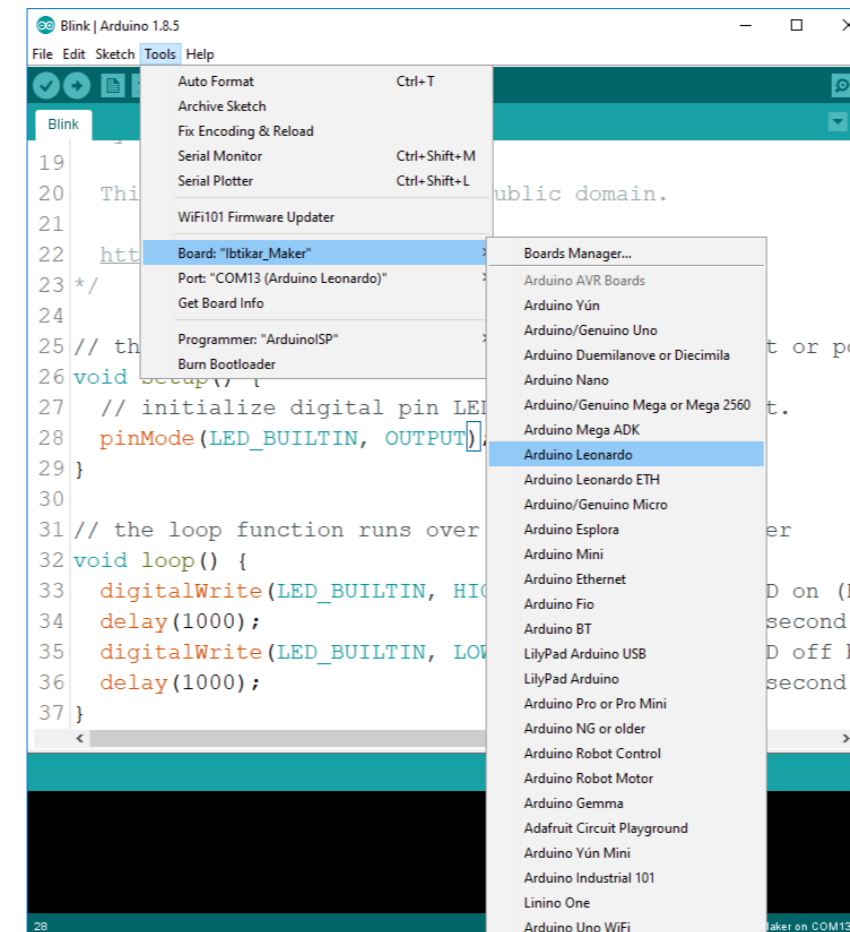 Blink | Arduino 1.8.5
File Edit Sketch Tools Help
Blink
Auto Format Ctrl+T
Archive Sketch
Fix Encoding & Reload
Serial Monitor Ctrl+Shift+M
Serial Plotter Ctrl+Shift+L
WiFi101 Firmware Updater
Board: "Ibtikar_Maker"
Port: "COM13 (Arduino Leonardo)"
Get Board Info
Programmer: "ArduinoISP"
Burn Bootloader
Boards Manager...
Arduino AVR Boards
Arduino Yún
Arduino/Genuino Uno
Arduino Duemilanove or Diecimila
Arduino Nano
Arduino/Genuino Mega or Mega 2560
Arduino Mega ADK
Arduino Leonardo
Arduino Leonardo ETH
Arduino/Genuino Micro
Arduino Esplora
Arduino Mini
Arduino Ethernet
Arduino Fio
Arduino BT
LilyPad Arduino USB
LilyPad Arduino
Arduino Pro or Pro Mini
Arduino NG or older
Arduino Robot Control
Arduino Robot Motor
Arduino Gemma
Adafruit Circuit Playground
Arduino Yún Mini
Arduino Industrial 101
Linino One
Arduino Uno WiFi
19
20 Thi ublic domain.
21
22 htt
23 */
24
25 // th t or po
26 void setup() {
27 // initialize digital pin LED t.
28 pinMode(LED_BUILTIN, OUTPUT);
29 }
30
31 // the loop function runs over er
32 void loop() {
33 digitalWrite(LED_BUILTIN, HIG D on (
34 delay(1000); second
35 digitalWrite(LED_BUILTIN, LOW D off
36 delay(1000); second
37 }
28 aker on COM13